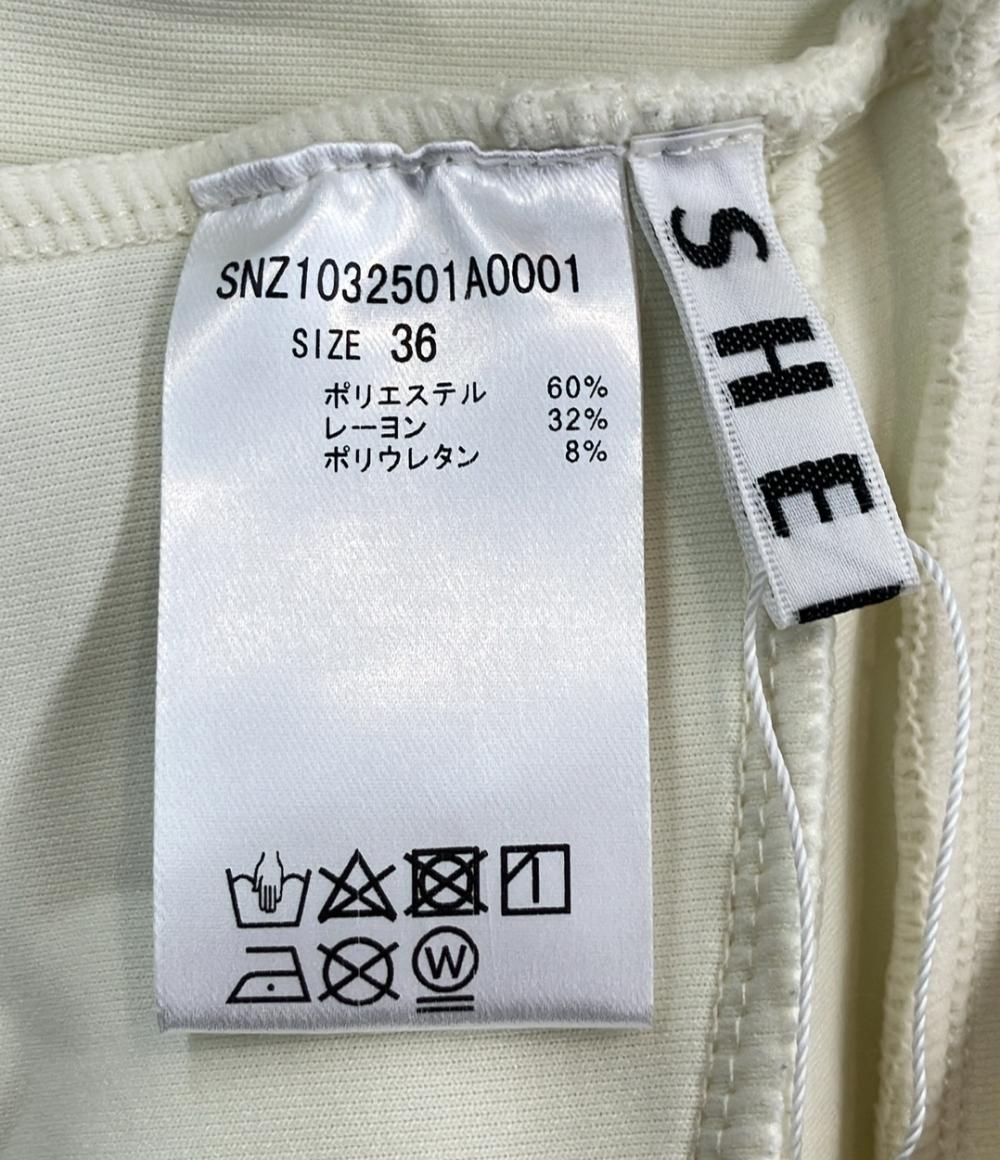 SNZ1032501A0001
SIZE 36
ポリエステル 60%
レーヨン 32%
ポリウレタン 8%
W
SHE